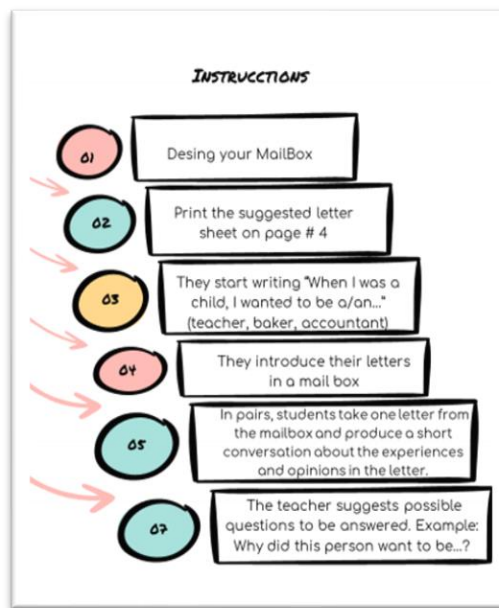 INSTRUCCTIONS
01
Desing your MailBox
02
Print the suggested letter
sheet on page # 4
03
They start writing "When I was a
child, I wanted to be a/an..."
(teacher, baker, accountant)
04
They introduce their letters
in a mail box
05
In pairs, students take one letter from
the mailbox and produce a short
conversation about the experiences
and opinions in the letter.
07
The teacher suggests possible
questions to be answered. Example:
Why did this person want to be...?